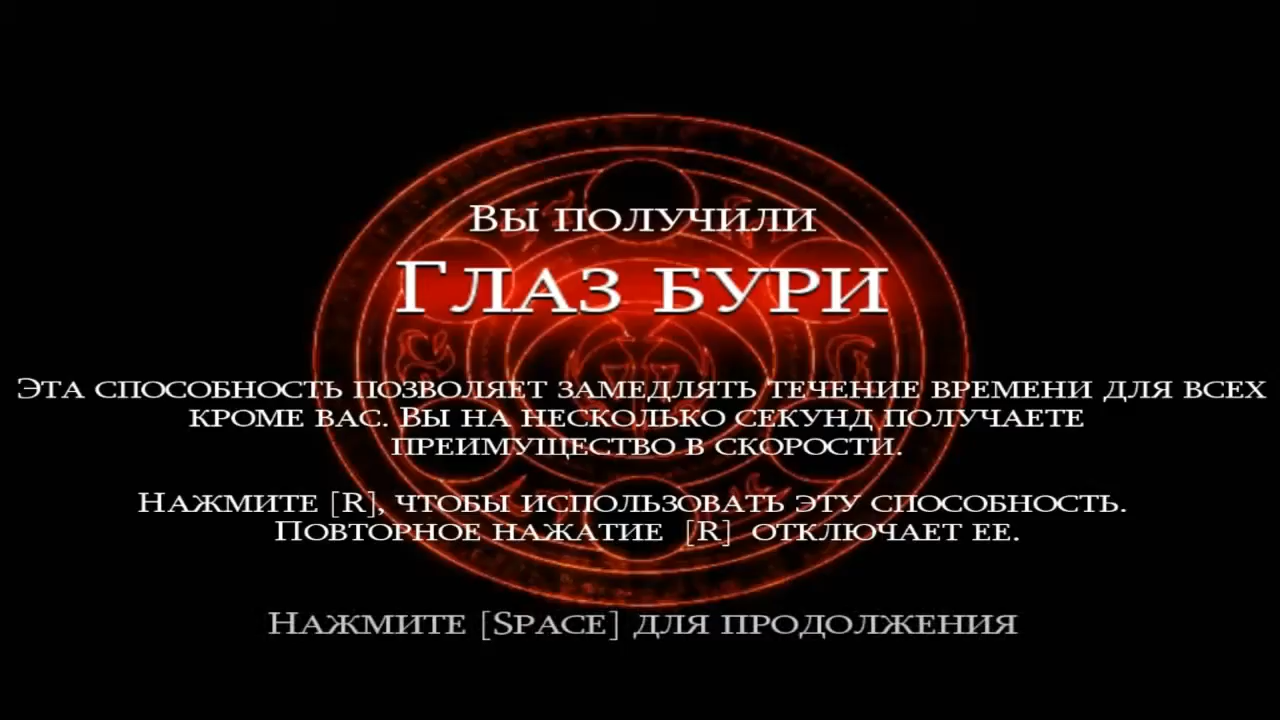 Вы получили
Глаз бури
Эта способность позволяет замедлять течение времени для всех
кроме вас. Вы на несколько секунд получаете
преимущество в скорости.
Нажмите [R], чтобы использовать эту способность.
Повторное нажатие [R] отключает ее.
Нажмите [Space] для продолжения